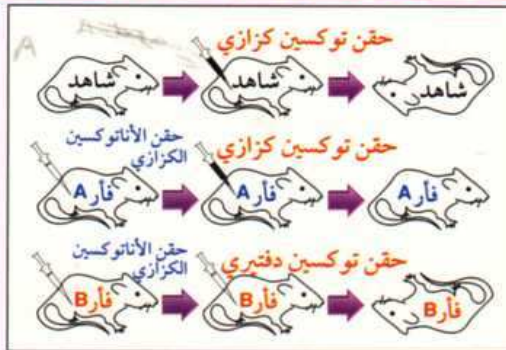 A
حقن توكسين كزازي
شاهد شاهد شاهد
حقن الأناتوكسين
الكزازي
حقن توكسين كزازي
فأر A فأر A فأر A
حقن الأناتوكسين
الكزازي
حقن توكسين دفتيري
فأر B فأر B فأر B